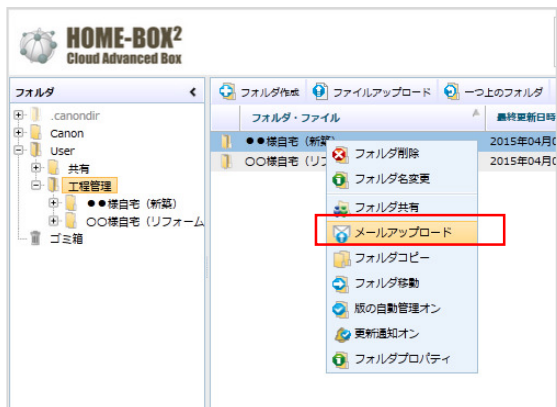 HOME-BOX²
Cloud Advanced Box
フォルダ
フォルダ作成 ファイルアップロード 一つ上のフォルダ
.canondir
Canon
User
共有
工程管理
●●様自宅（新築）
〇〇様自宅（リフォーム
ゴミ箱
フォルダ・ファイル 最終更新日時
●●様自宅（新築） 2015年04月0
〇〇様自宅（リフ 2015年04月0
フォルダ削除
フォルダ名変更
フォルダ共有
メールアップロード
フォルダコピー
フォルダ移動
版の自動管理オン
更新通知オン
フォルダプロパティ